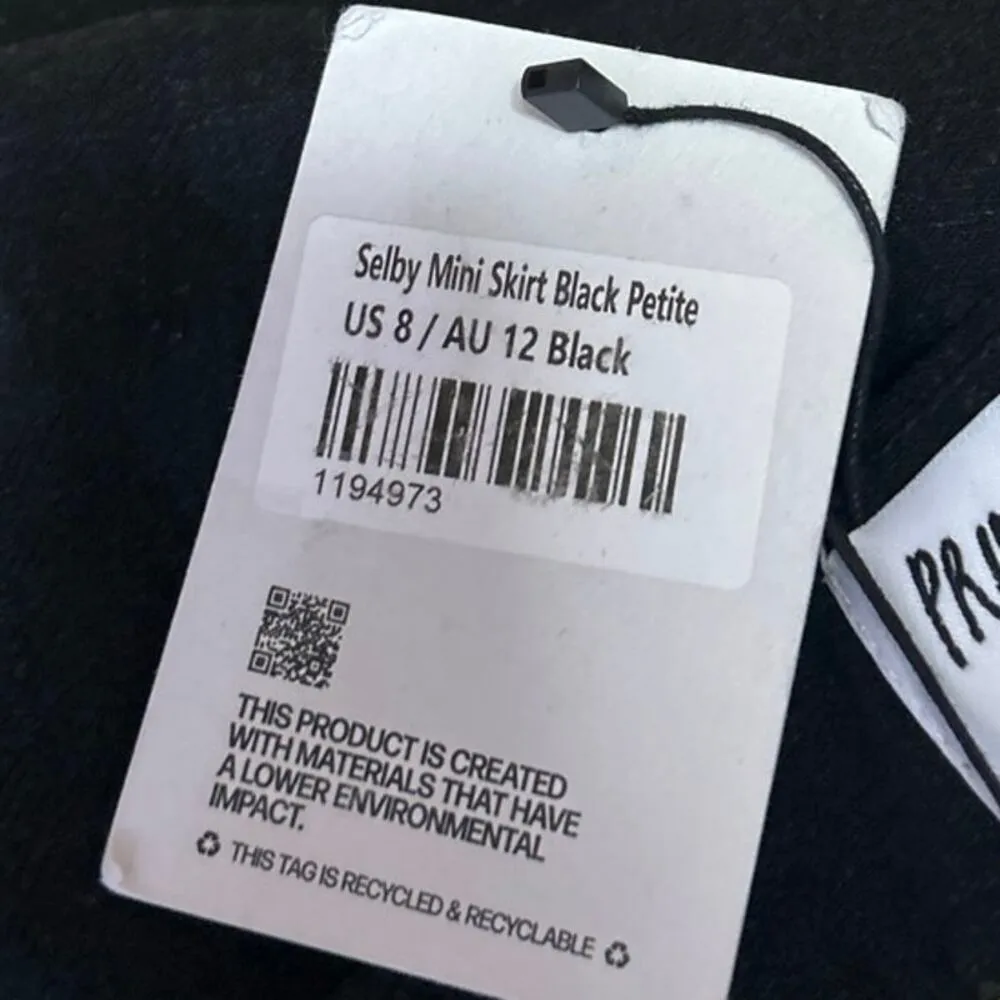 Selby Mini Skirt Black Petite
US 8 / AU 12 Black
1194973
THIS PRODUCT IS CREATED
WITH MATERIALS THAT HAVE
A LOWER ENVIRONMENTAL
IMPACT.
♻ THIS TAG IS RECYCLED & RECYCLABLE ♻